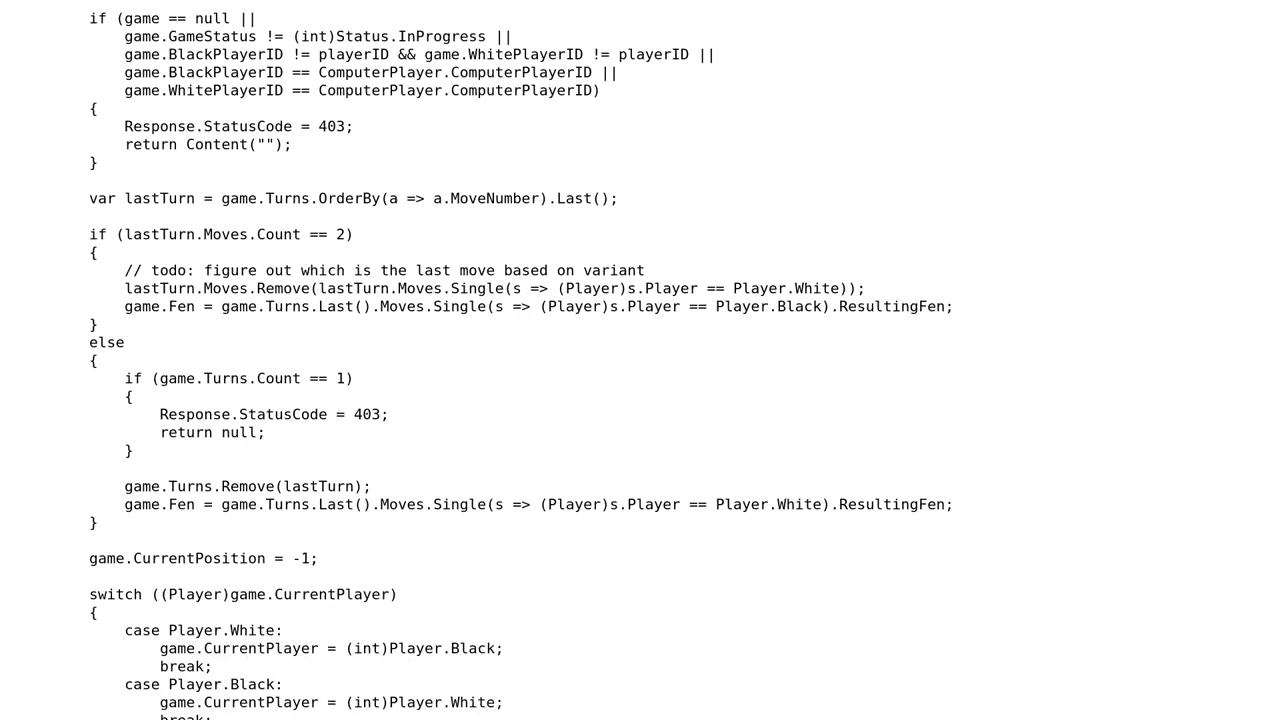 if (game == null ||
    game.GameStatus != (int)Status.InProgress ||
    game.BlackPlayerID != playerID && game.WhitePlayerID != playerID ||
    game.BlackPlayerID == ComputerPlayer.ComputerPlayerID ||
    game.WhitePlayerID == ComputerPlayer.ComputerPlayerID)
{
    Response.StatusCode = 403;
    return Content("");
}

var lastTurn = game.Turns.OrderBy(a => a.MoveNumber).Last();

if (lastTurn.Moves.Count == 2)
{
    // todo: figure out which is the last move based on variant
    lastTurn.Moves.Remove(lastTurn.Moves.Single(s => (Player)s.Player == Player.White));
    game.Fen = game.Turns.Last().Moves.Single(s => (Player)s.Player == Player.Black).ResultingFen;
}
else
{
    if (game.Turns.Count == 1)
    {
        Response.StatusCode = 403;
        return null;
    }

    game.Turns.Remove(lastTurn);
    game.Fen = game.Turns.Last().Moves.Single(s => (Player)s.Player == Player.White).ResultingFen;
}

game.CurrentPosition = -1;

switch ((Player)game.CurrentPlayer)
{
    case Player.White:
        game.CurrentPlayer = (int)Player.Black;
        break;
    case Player.Black:
        game.CurrentPlayer = (int)Player.White;
        break;